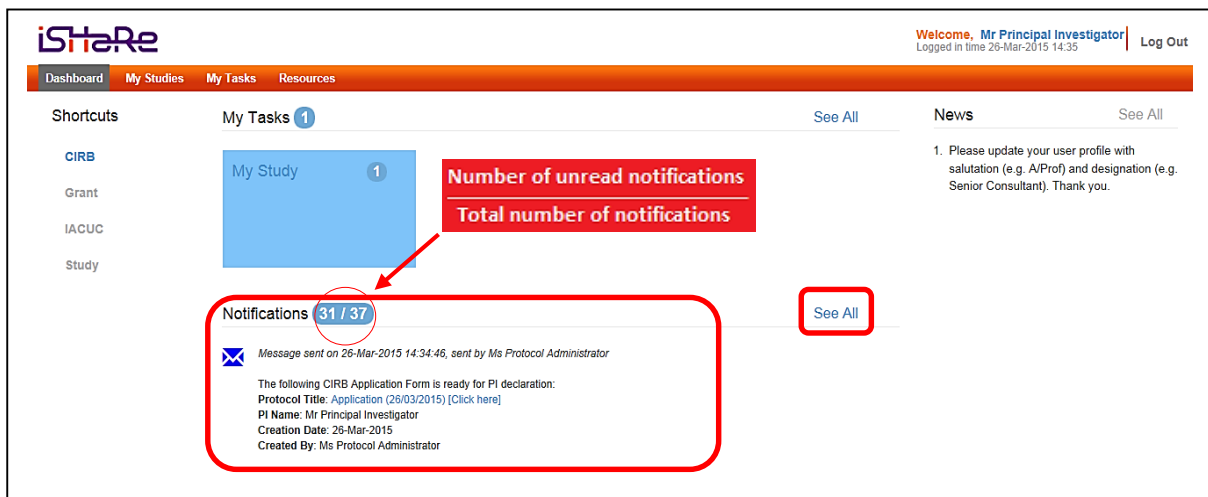 iSHaRe
Welcome, Mr Principal Investigator
Logged in time 26-Mar-2015 14:35
Log Out
Dashboard My Studies My Tasks Resources
Shortcuts
CIRB
Grant
IACUC
Study
My Tasks 1
See All
My Study 1
Number of unread notifications
Total number of notifications
Notifications 31 / 37
See All
Message sent on 26-Mar-2015 14:34:46, sent by Ms Protocol Administrator
The following CIRB Application Form is ready for PI declaration:
Protocol Title: Application (26/03/2015) [Click here]
PI Name: Mr Principal Investigator
Creation Date: 26-Mar-2015
Created By: Ms Protocol Administrator
News
See All
1. Please update your user profile with
salutation (e.g. A/Prof) and designation (e.g.
Senior Consultant). Thank you.